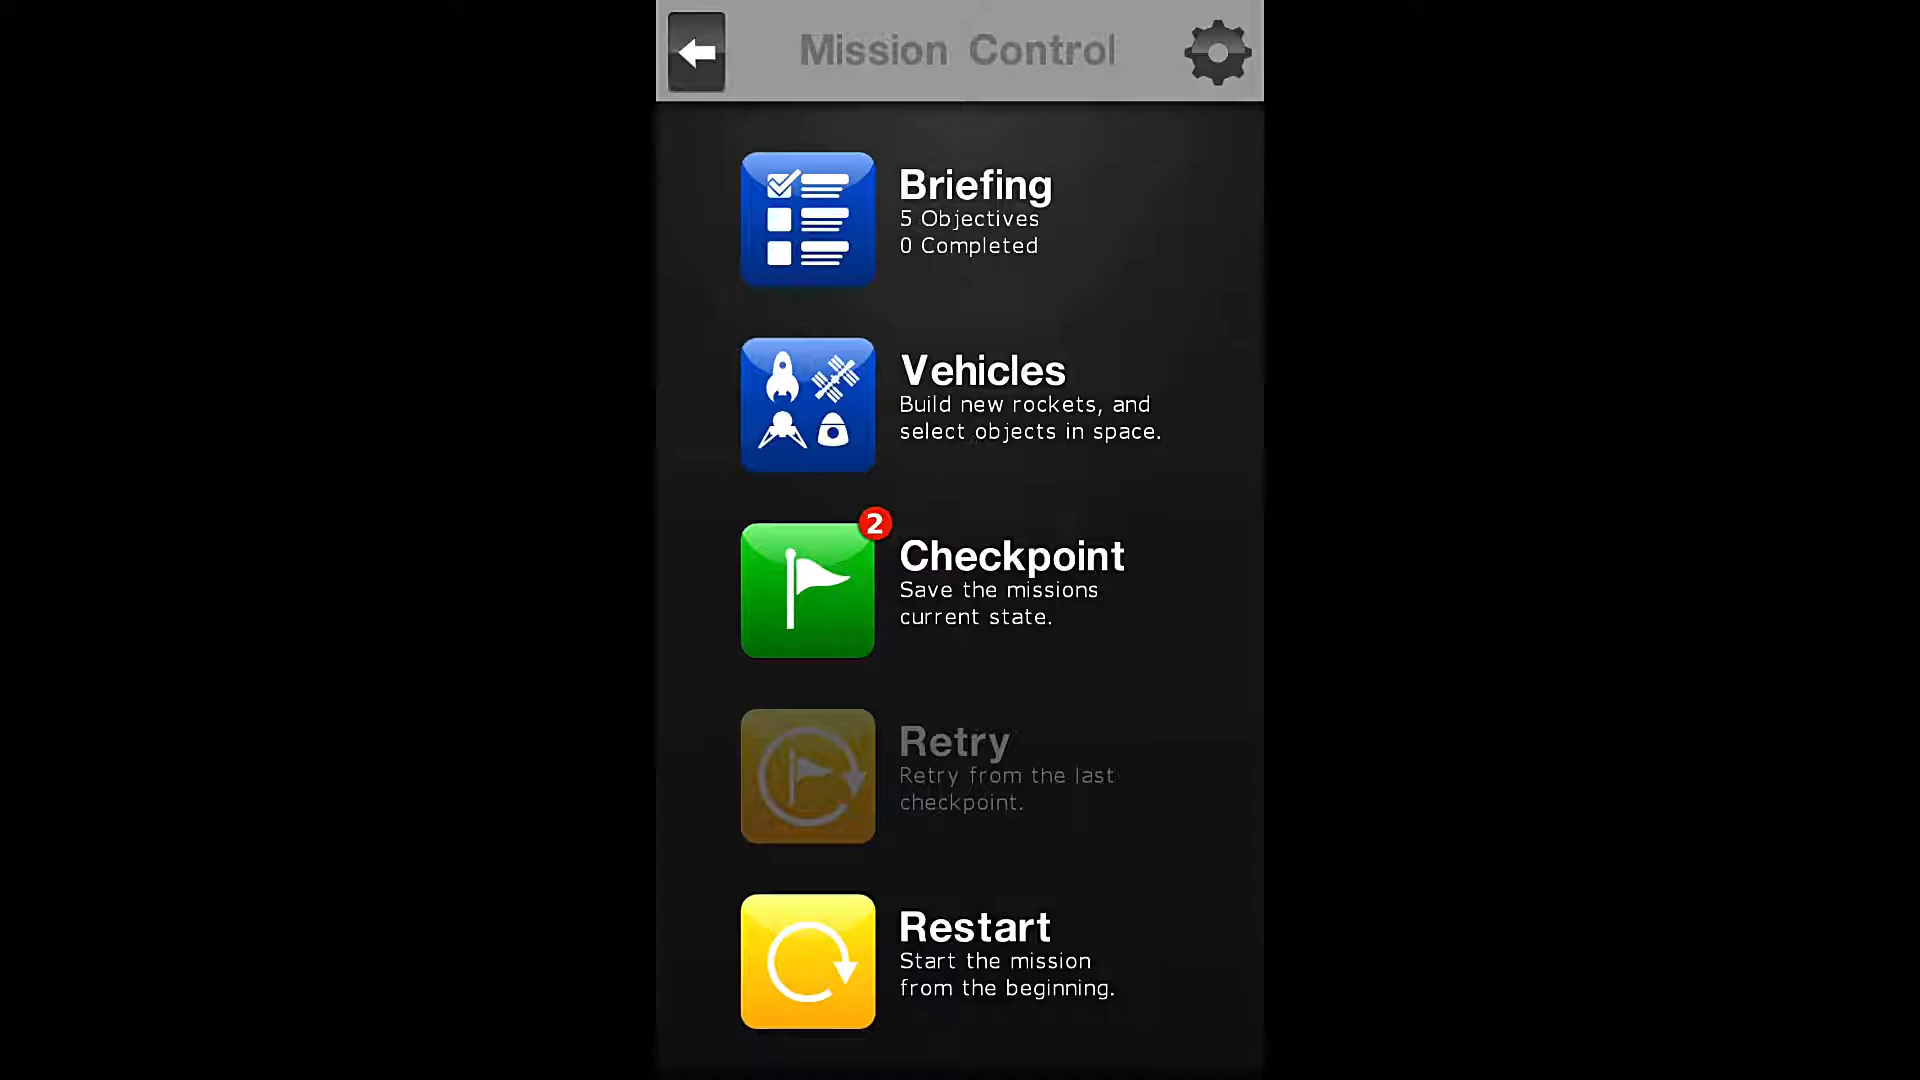 Mission Control
Briefing
5 Objectives
0 Completed
Vehicles
Build new rockets, and
select objects in space.
2
Checkpoint
Save the missions
current state.
Retry
Retry from the last
checkpoint.
Restart
Start the mission
from the beginning.